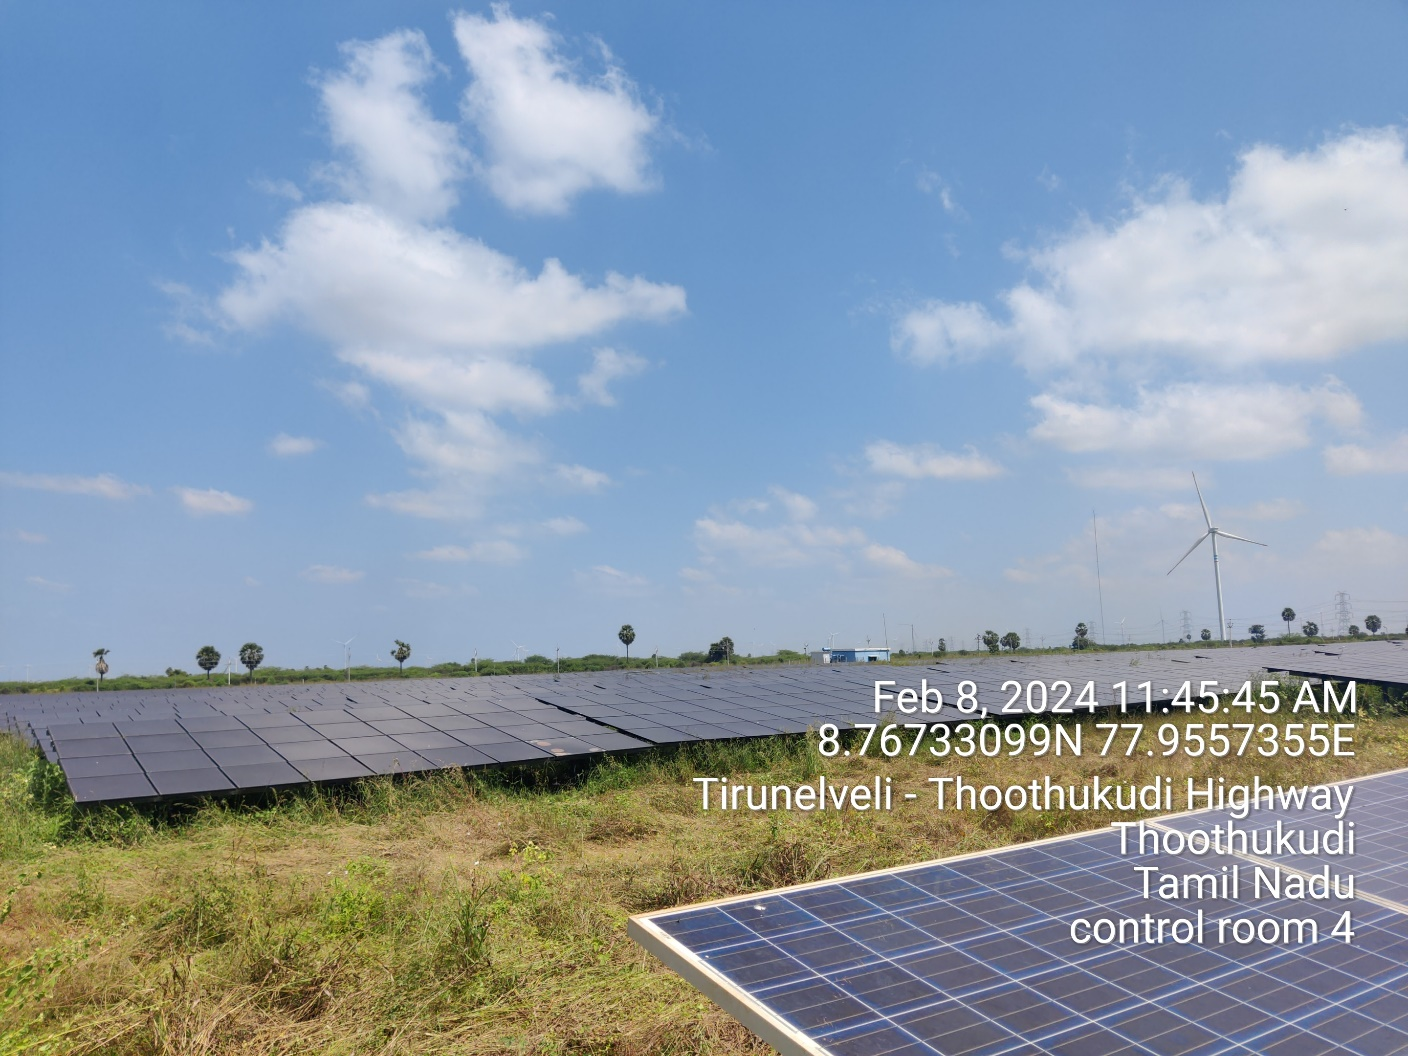 Feb 8, 2024 11:45:45 AM
8.76733099N 77.9557355E
Tirunelveli - Thoothukudi Highway
Thoothukudi
Tamil Nadu
control room 4